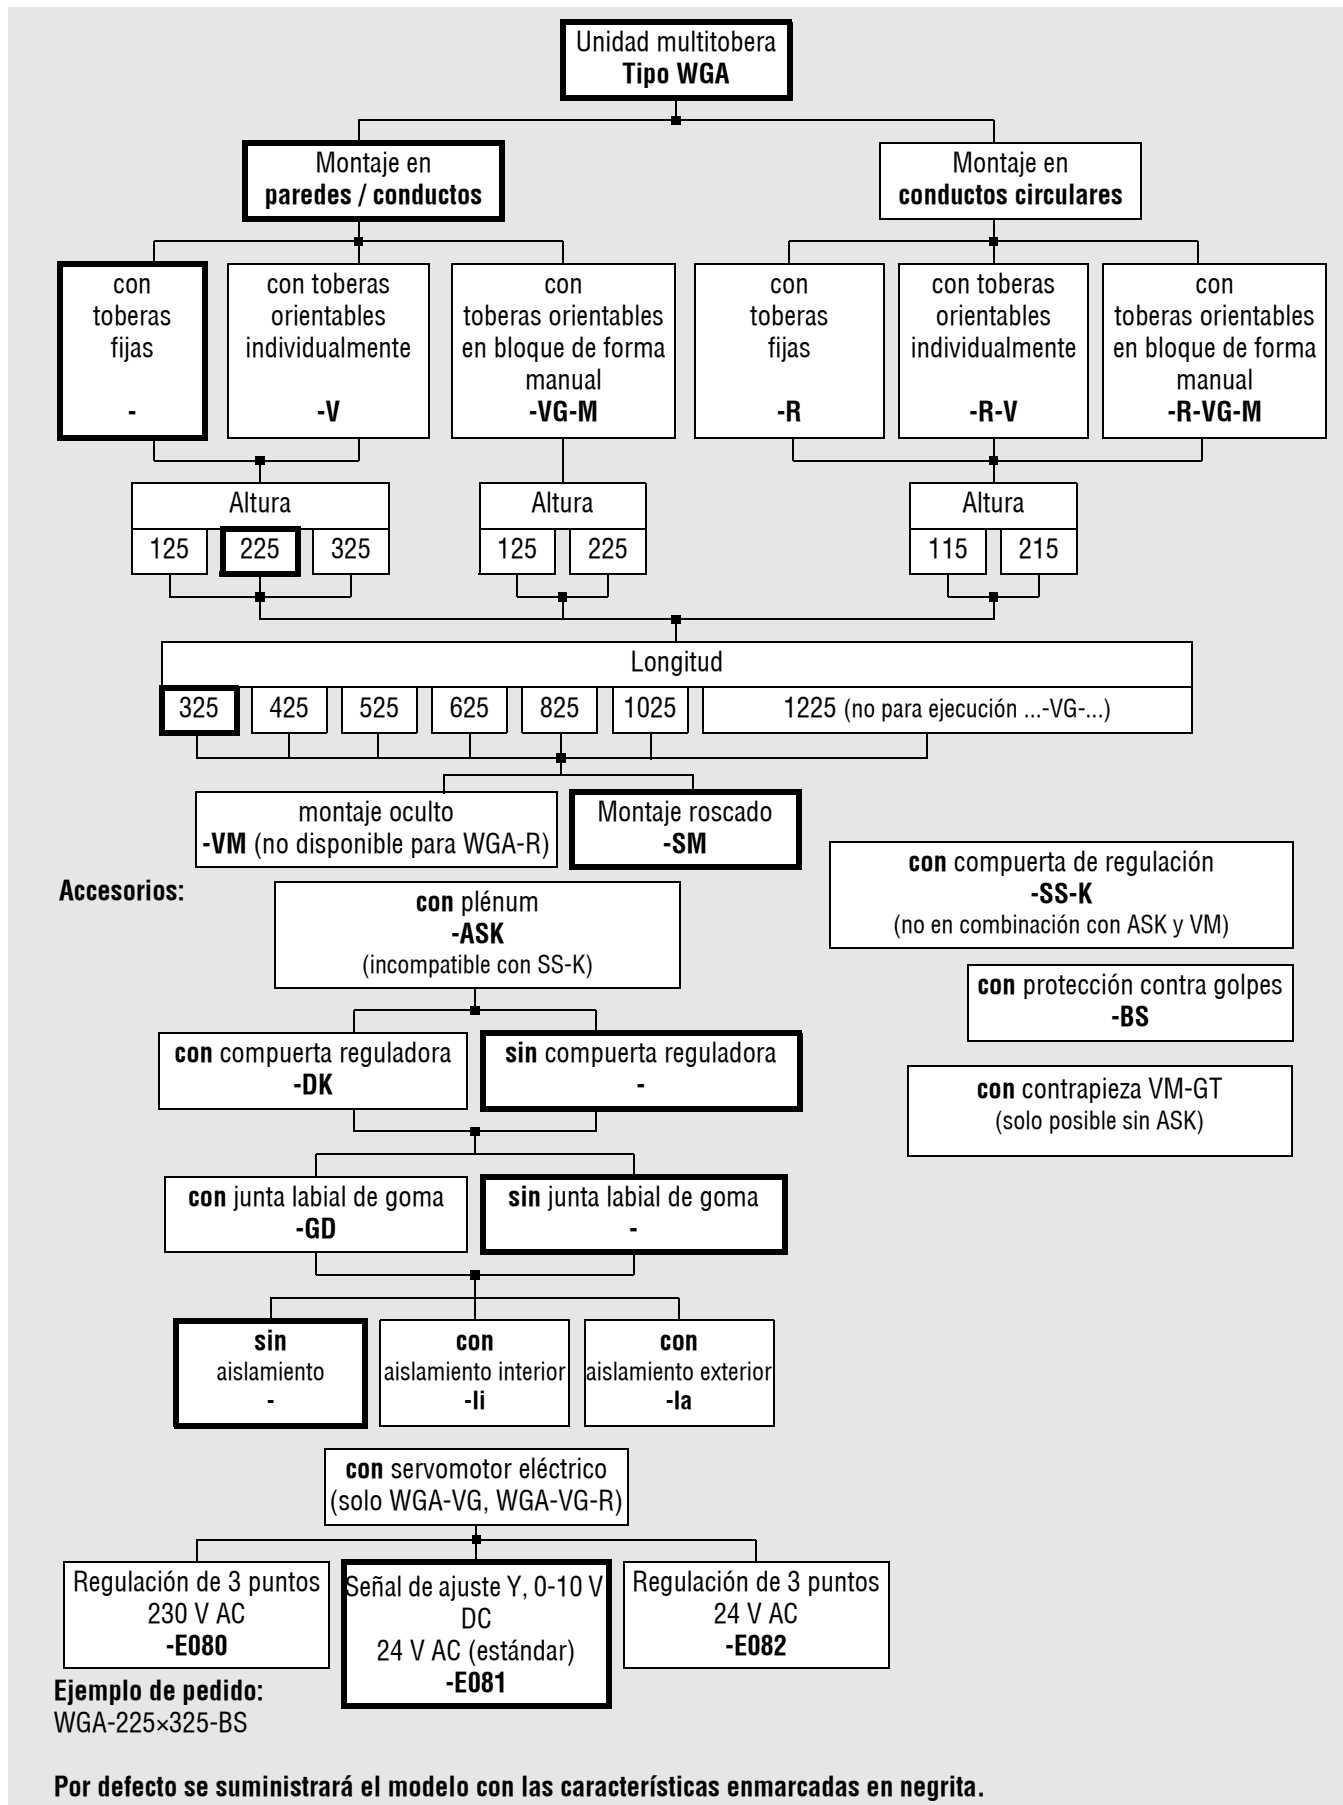 Unidad multitobera
Tipo WGA
Montaje en
paredes / conductos
Montaje en
conductos circulares
con
toberas
fijas
-
con toberas
orientables
individualmente
-V
con
toberas orientables
en bloque de forma
manual
-VG-M
con
toberas
fijas
-R
con toberas
orientables
individualmente
-R-V
con
toberas orientables
en bloque de forma
manual
-R-VG-M
Altura
125 225 325
Altura
125 225
Altura
115 215
Longitud
325 425 525 625 825 1025 1225 (no para ejecución ...-VG-...)
montaje oculto
-VM (no disponible para WGA-R)
Montaje roscado
-SM
Accesorios:
con plénum
-ASK
(incompatible con SS-K)
con compuerta de regulación
-SS-K
(no en combinación con ASK y VM)
con protección contra golpes
-BS
con contrapieza VM-GT
(solo posible sin ASK)
con compuerta reguladora
-DK
sin compuerta reguladora
-
con junta labial de goma
-GD
sin junta labial de goma
-
sin
aislamiento
-
con
aislamiento interior
-Ii
con
aislamiento exterior
-Ia
con servomotor eléctrico
(solo WGA-VG, WGA-VG-R)
Regulación de 3 puntos
230 V AC
-E080
Señal de ajuste Y, 0-10 V
DC
24 V AC (estándar)
-E081
Regulación de 3 puntos
24 V AC
-E082
Ejemplo de pedido:
WGA-225×325-BS
Por defecto se suministrará el modelo con las características enmarcadas en negrita.